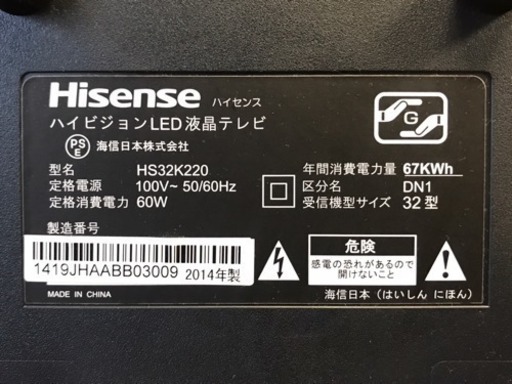 Hisense ハイセンス
ハイビジョンLED液晶テレビ
PS
E 海信日本株式会社
G
型名 HS32K220
定格電源 100V~ 50/60Hz
定格消費電力 60W
年間消費電力量 67KWh
区分名 DN1
受信機型サイズ 32型
製造番号
1419JHAABB03009 2014年製
MADE IN CHINA
危険
感電の恐れがあるので
開けないこと
海信日本（はいしん にほん）